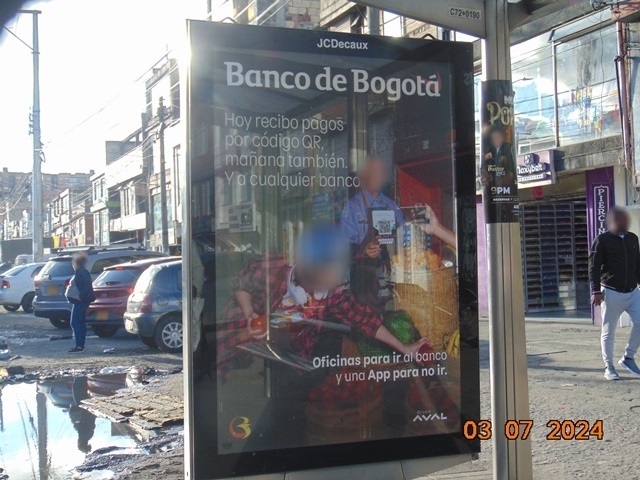 C72*0190
JCDecaux
Banco de Bogotá
Hoy recibo pagos
por código QR,
mañana también.
Y a cualquier banco
Oficinas para ir al banco
y una App para no ir.
AVAL
9PM
PIERCING
03 07 2024